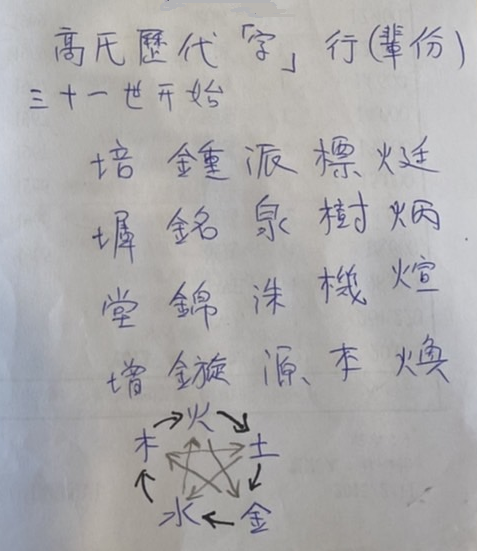 高氏歷代「字」行(輩份)
三十一世开始
培 鍾 派 標 烶
墀 銘 泉 樹 炳
堂 錦 洙 機 煊
增 鏇 源、本 煥
火
木 土
水 金